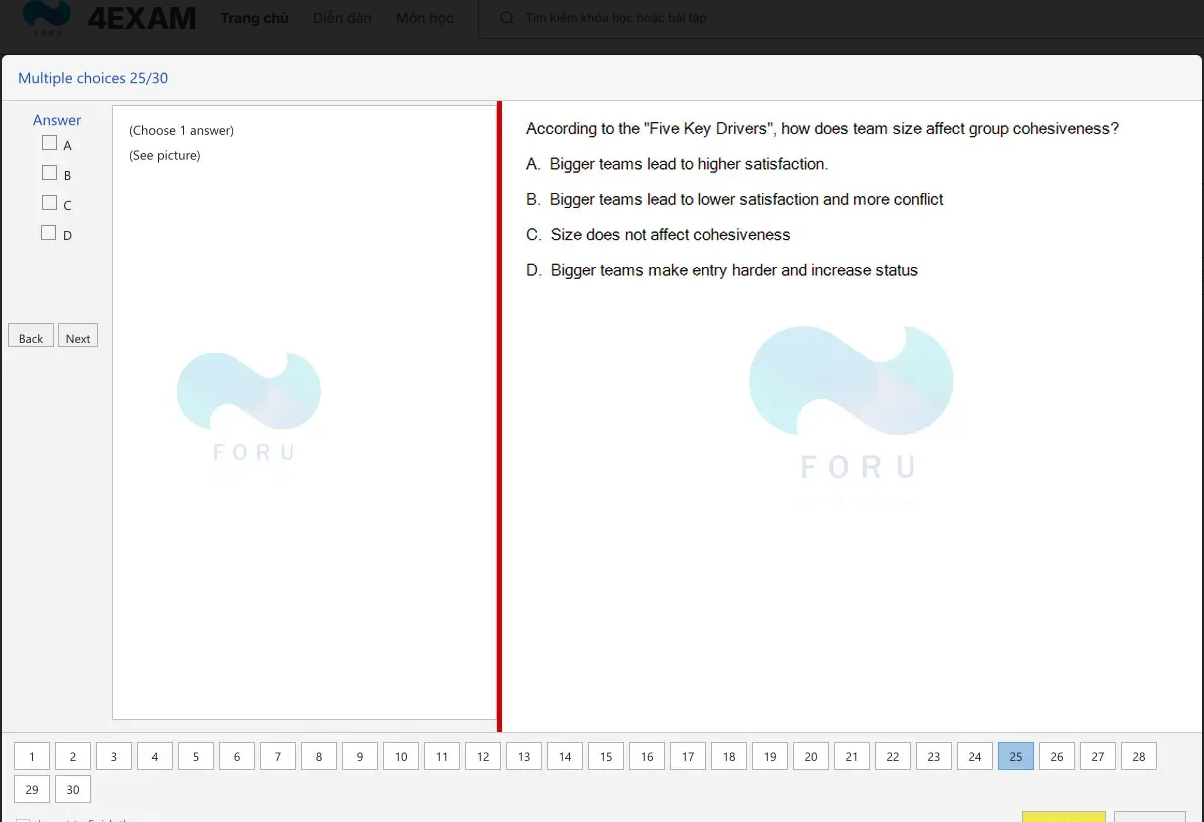 FORU
4EXAM
Trang chủ
Diễn đàn
Môn học
Tìm kiếm khóa học hoặc bài tập
Multiple choices 25/30
Answer
A
B
C
D
Back
Next
(Choose 1 answer)
(See picture)
FORU
According to the "Five Key Drivers", how does team size affect group cohesiveness?
A. Bigger teams lead to higher satisfaction.
B. Bigger teams lead to lower satisfaction and more conflict
C. Size does not affect cohesiveness
D. Bigger teams make entry harder and increase status
FORU
1 2 3 4 5 6 7 8 9 10 11 12 13 14 15 16 17 18 19 20 21 22 23 24 25 26 27 28
29 30